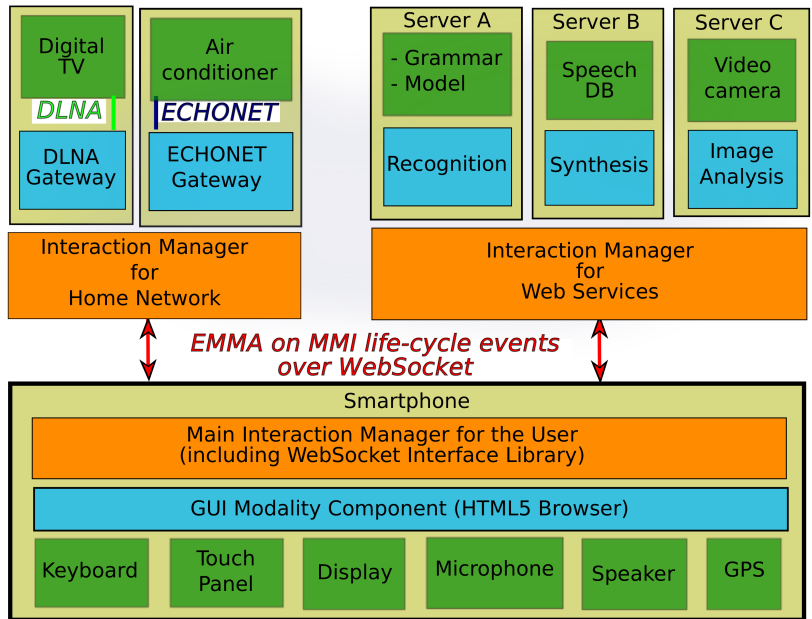 Digital
TV
DLNA
DLNA
Gateway
Air
conditioner
ECHONET
ECHONET
Gateway
Server A
- Grammar
- Model
Recognition
Server B
Speech
DB
Synthesis
Server C
Video
camera
Image
Analysis
Interaction Manager
for
Home Network
Interaction Manager
for
Web Services
EMMA on MMI life-cycle events
over WebSocket
Smartphone
Main Interaction Manager for the User
(including WebSocket Interface Library)
GUI Modality Component (HTML5 Browser)
Keyboard
Touch
Panel
Display
Microphone
Speaker
GPS